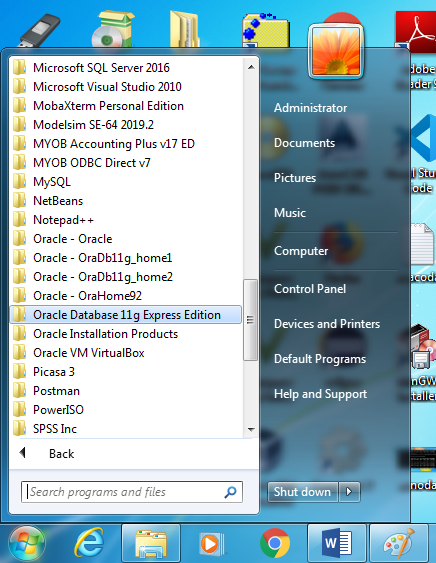 Microsoft SQL Server 2016
Microsoft Visual Studio 2010
MobaXterm Personal Edition
Modelsim SE-64 2019.2
MYOB Accounting Plus v17 ED
MYOB ODBC Direct v7
MySQL
NetBeans
Notepad++
Oracle - Oracle
Oracle - OraDb11g_home1
Oracle - OraDb11g_home2
Oracle - OraHome92
Oracle Database 11g Express Edition
Oracle Installation Products
Oracle VM VirtualBox
Picasa 3
Postman
PowerISO
SPSS Inc
Back
Search programs and files
Administrator
Documents
Pictures
Music
Computer
Control Panel
Devices and Printers
Default Programs
Help and Support
Shut down